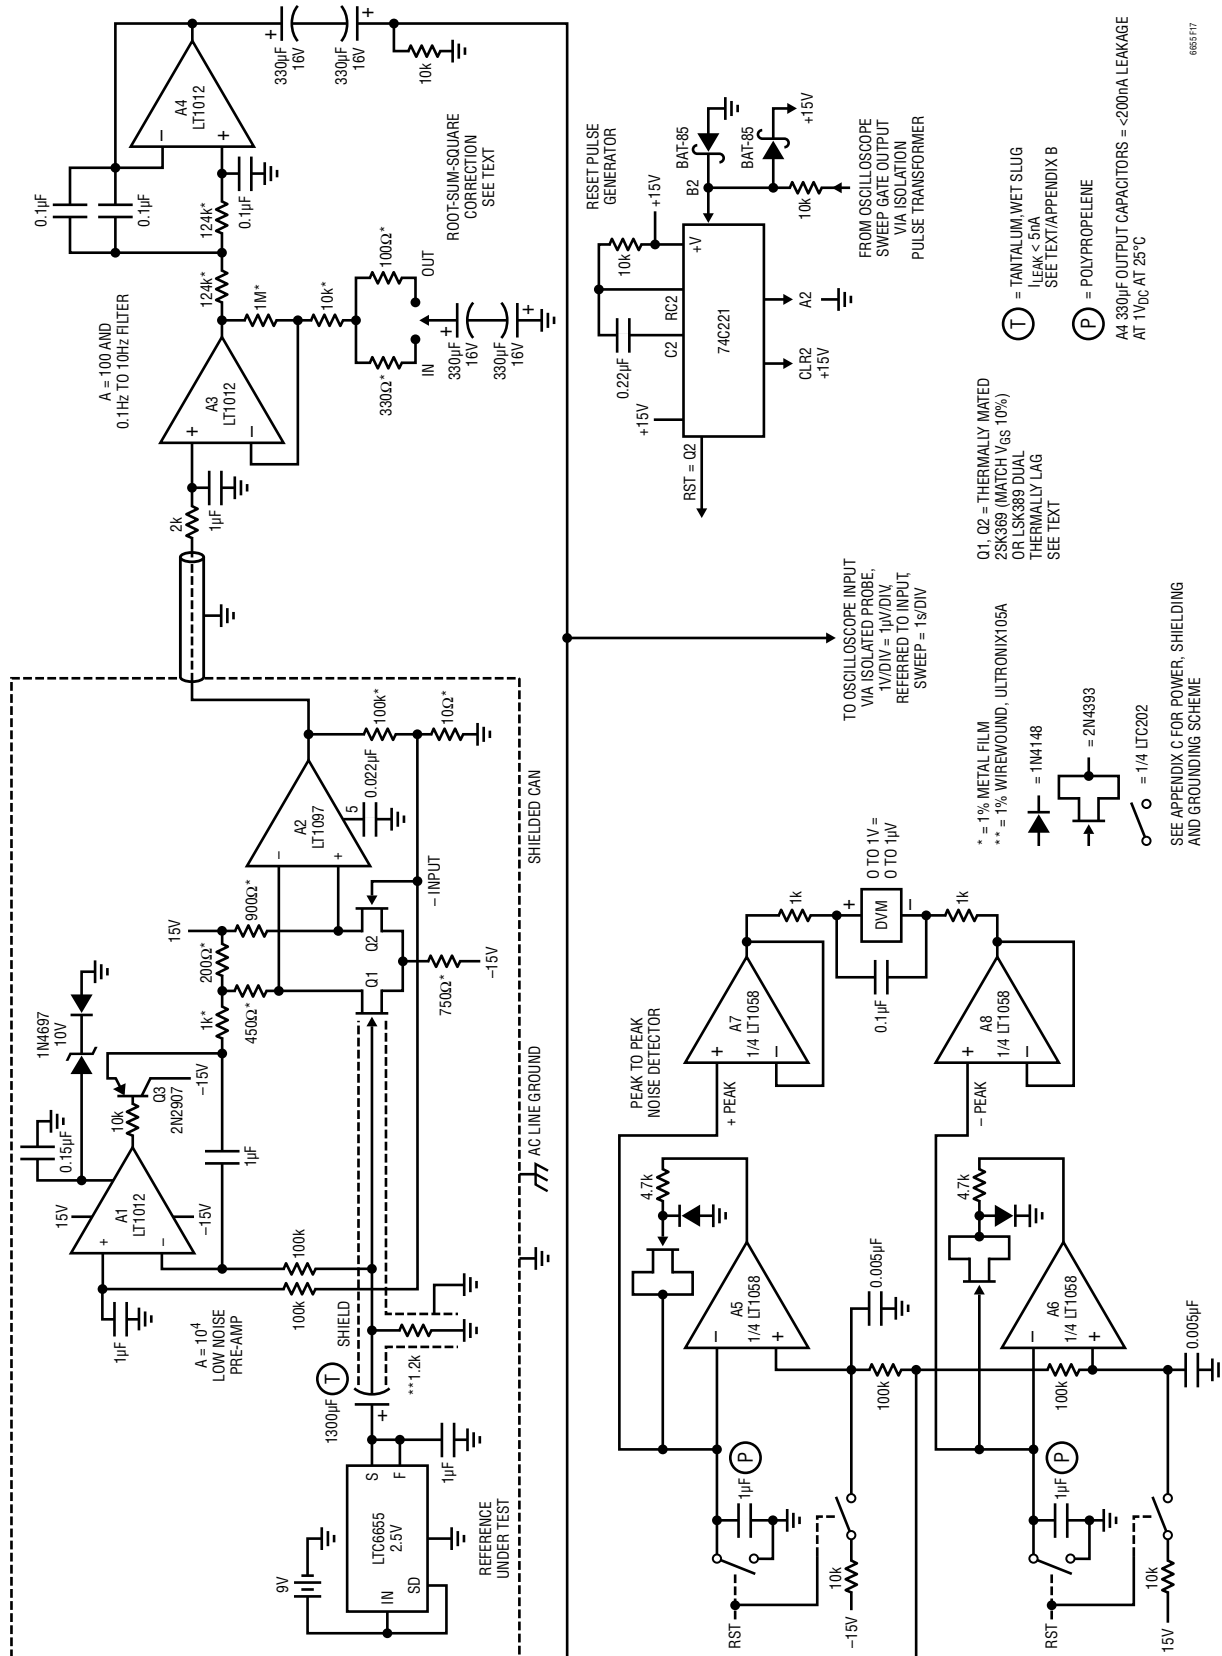 A = 10⁴
LOW NOISE
PRE-AMP
1µF
15V
A1
LT1012
–15V
+
–
0.15µF
1N4697
10V
10k
Q3
2N2907
–15V
1µF
100k
100k
1k*
200Ω*
15V
450Ω*
900Ω*
Q1
Q2
750Ω*
–15V
– INPUT
A2
LT1097
–
+
5
0.022µF
100k*
10Ω*
SHIELDED CAN
AC LINE GROUND
SHIELD
1300µF
T
+
**1.2k
9V
LTC6655
2.5V
IN
SD
S
F
1µF
REFERENCE
UNDER TEST
2k
1µF
A = 100 AND
0.1Hz TO 10Hz FILTER
A3
LT1012
+
–
1M*
10k*
330Ω*
100Ω*
IN
OUT
+
330µF
16V
330µF
16V
+
ROOT-SUM-SQUARE
CORRECTION
SEE TEXT
124k*
124k*
0.1µF
0.1µF
0.1µF
A4
LT1012
–
+
+
330µF
16V
330µF
16V
+
10k
TO OSCILLOSCOPE INPUT
VIA ISOLATED PROBE,
1V/DIV = 1µV/DIV,
REFERRED TO INPUT,
SWEEP = 1s/DIV
RESET PULSE
GENERATOR
+15V
0.22µF
10k
+15V
C2
RC2
+V
74C221
RST = Q2
CLR2
+15V
A2
B2
BAT-85
BAT-85
+15V
10k
FROM OSCILLOSCOPE
SWEEP GATE OUTPUT
VIA ISOLATION
PULSE TRANSFORMER
PEAK TO PEAK
NOISE DETECTOR
RST
1µF
P
10k
–15V
100k
0.005µF
A5
1/4 LT1058
–
+
4.7k
+ PEAK
A7
1/4 LT1058
+
–
1k
RST
1µF
P
10k
15V
100k
0.005µF
A6
1/4 LT1058
–
+
4.7k
– PEAK
A8
1/4 LT1058
+
–
1k
0.1µF
+
DVM
–
0 TO 1V =
0 TO 1µV
* = 1% METAL FILM
** = 1% WIREWOUND, ULTRONIX105A
= 1N4148
= 2N4393
= 1/4 LTC202
SEE APPENDIX C FOR POWER, SHIELDING
AND GROUNDING SCHEME
Q1, Q2 = THERMALLY MATED
2SK369 (MATCH VGS 10%)
OR LSK389 DUAL
THERMALLY LAG
SEE TEXT
T = TANTALUM,WET SLUG
ILEAK < 5nA
SEE TEXT/APPENDIX B
P = POLYPROPELENE
A4 330µF OUTPUT CAPACITORS = <200nA LEAKAGE
AT 1VDC AT 25°C
6655 F17